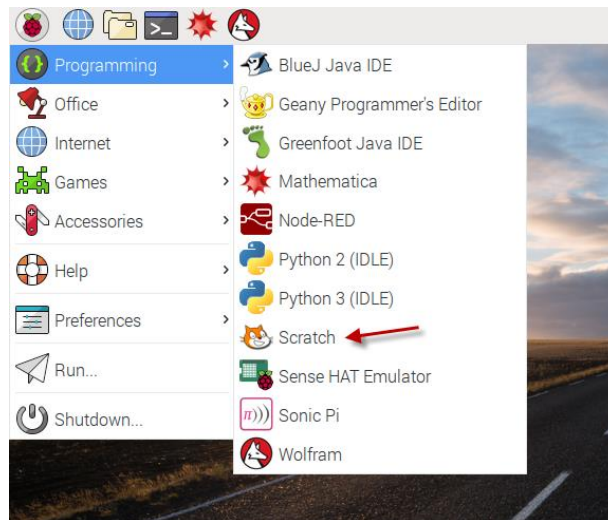 Programming
Office
Internet
Games
Accessories
Help
Preferences
Run...
Shutdown...
BlueJ Java IDE
Geany Programmer's Editor
Greenfoot Java IDE
Mathematica
Node-RED
Python 2 (IDLE)
Python 3 (IDLE)
Scratch
Sense HAT Emulator
π)))
Sonic Pi
Wolfram